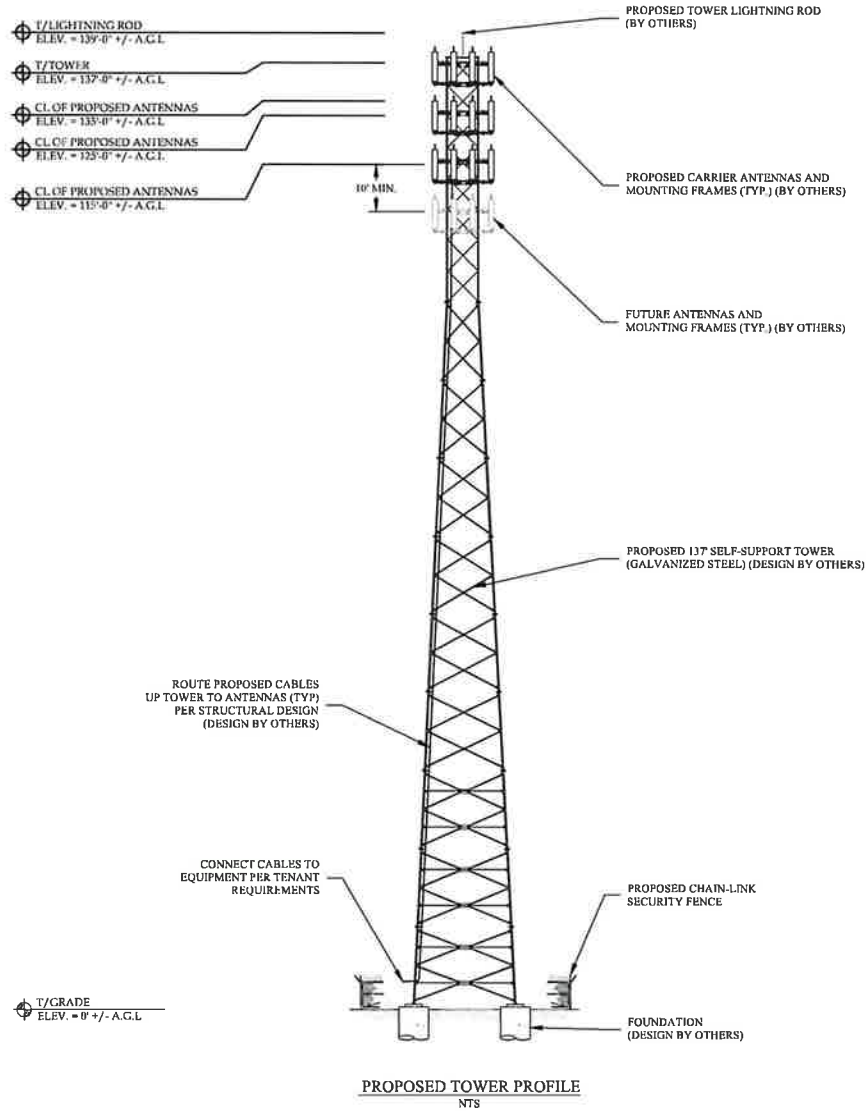 T/LIGHTNING ROD
ELEV. = 139'-0" +/- A.G.L
T/TOWER
ELEV. = 137'-0" +/- A.G.L
CL OF PROPOSED ANTENNAS
ELEV. = 135'-0" +/- A.G.L
CL OF PROPOSED ANTENNAS
ELEV. = 125'-0" +/- A.G.L
CL OF PROPOSED ANTENNAS
ELEV. = 115'-0" +/- A.G.L
10' MIN.
PROPOSED TOWER LIGHTNING ROD
(BY OTHERS)
PROPOSED CARRIER ANTENNAS AND
MOUNTING FRAMES (TYP.) (BY OTHERS)
FUTURE ANTENNAS AND
MOUNTING FRAMES (TYP.) (BY OTHERS)
PROPOSED 137' SELF-SUPPORT TOWER
(GALVANIZED STEEL) (DESIGN BY OTHERS)
ROUTE PROPOSED CABLES
UP TOWER TO ANTENNAS (TYP)
PER STRUCTURAL DESIGN
(DESIGN BY OTHERS)
CONNECT CABLES TO
EQUIPMENT PER TENANT
REQUIREMENTS
PROPOSED CHAIN-LINK
SECURITY FENCE
T/GRADE
ELEV. = 0' +/- A.G.L
FOUNDATION
(DESIGN BY OTHERS)
PROPOSED TOWER PROFILE
NTS